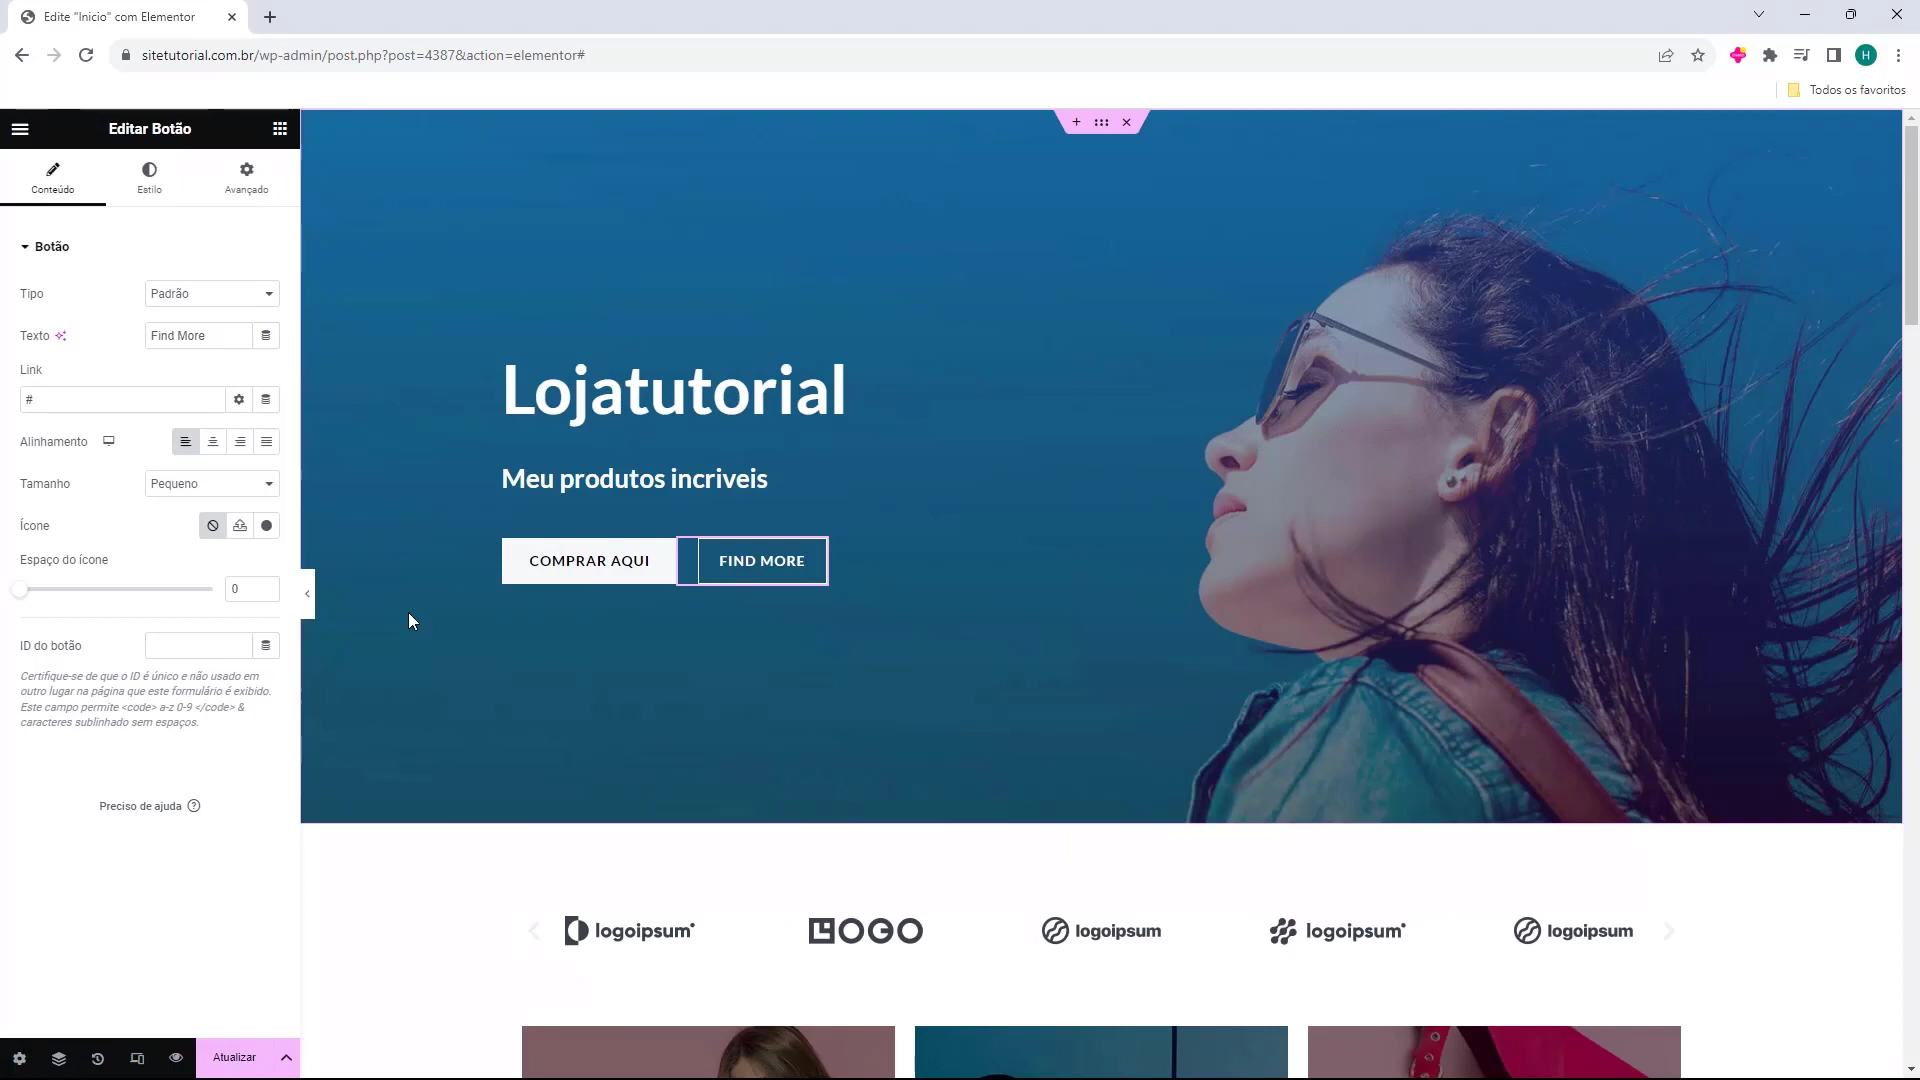 Edite "Inicio" com Elementor
sitetutorial.com.br/wp-admin/post.php?post=4387&action=elementor#
H
Todos os favoritos
Editar Botão
Conteúdo
Estilo
Avançado
Botão
Tipo
Padrão
Texto
Find More
Link
#
Alinhamento
Tamanho
Pequeno
Ícone
Espaço do ícone
0
ID do botão
Certifique-se de que o ID é único e não usado em
outro lugar na página que este formulário é exibido.
Este campo permite <code> a-z 0-9 </code> &
caracteres sublinhado sem espaços.
Preciso de ajuda
Atualizar
Lojatutorial
Meu produtos incriveis
COMPRAR AQUI
FIND MORE
logoipsum
LOGO
logoipsum
logoipsum
logoipsum